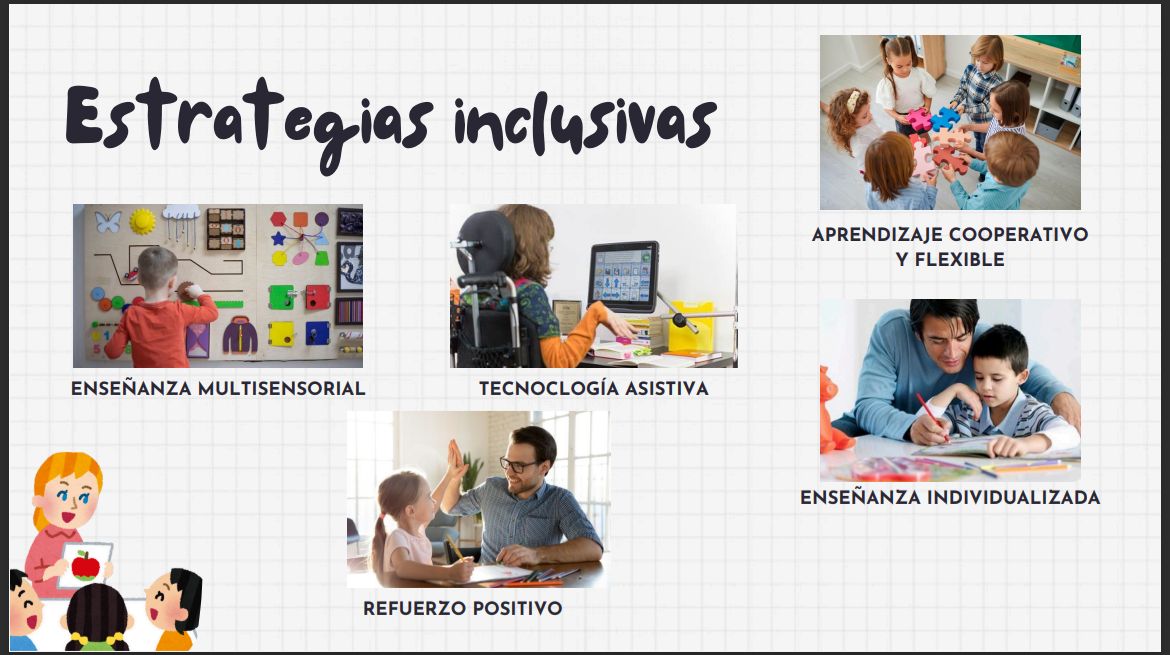 Estrategias inclusivas
APRENDIZAJE COOPERATIVO
Y FLEXIBLE
ENSEÑANZA MULTISENSORIAL
TECNOCLOGÍA ASISTIVA
ENSEÑANZA INDIVIDUALIZADA
REFUERZO POSITIVO